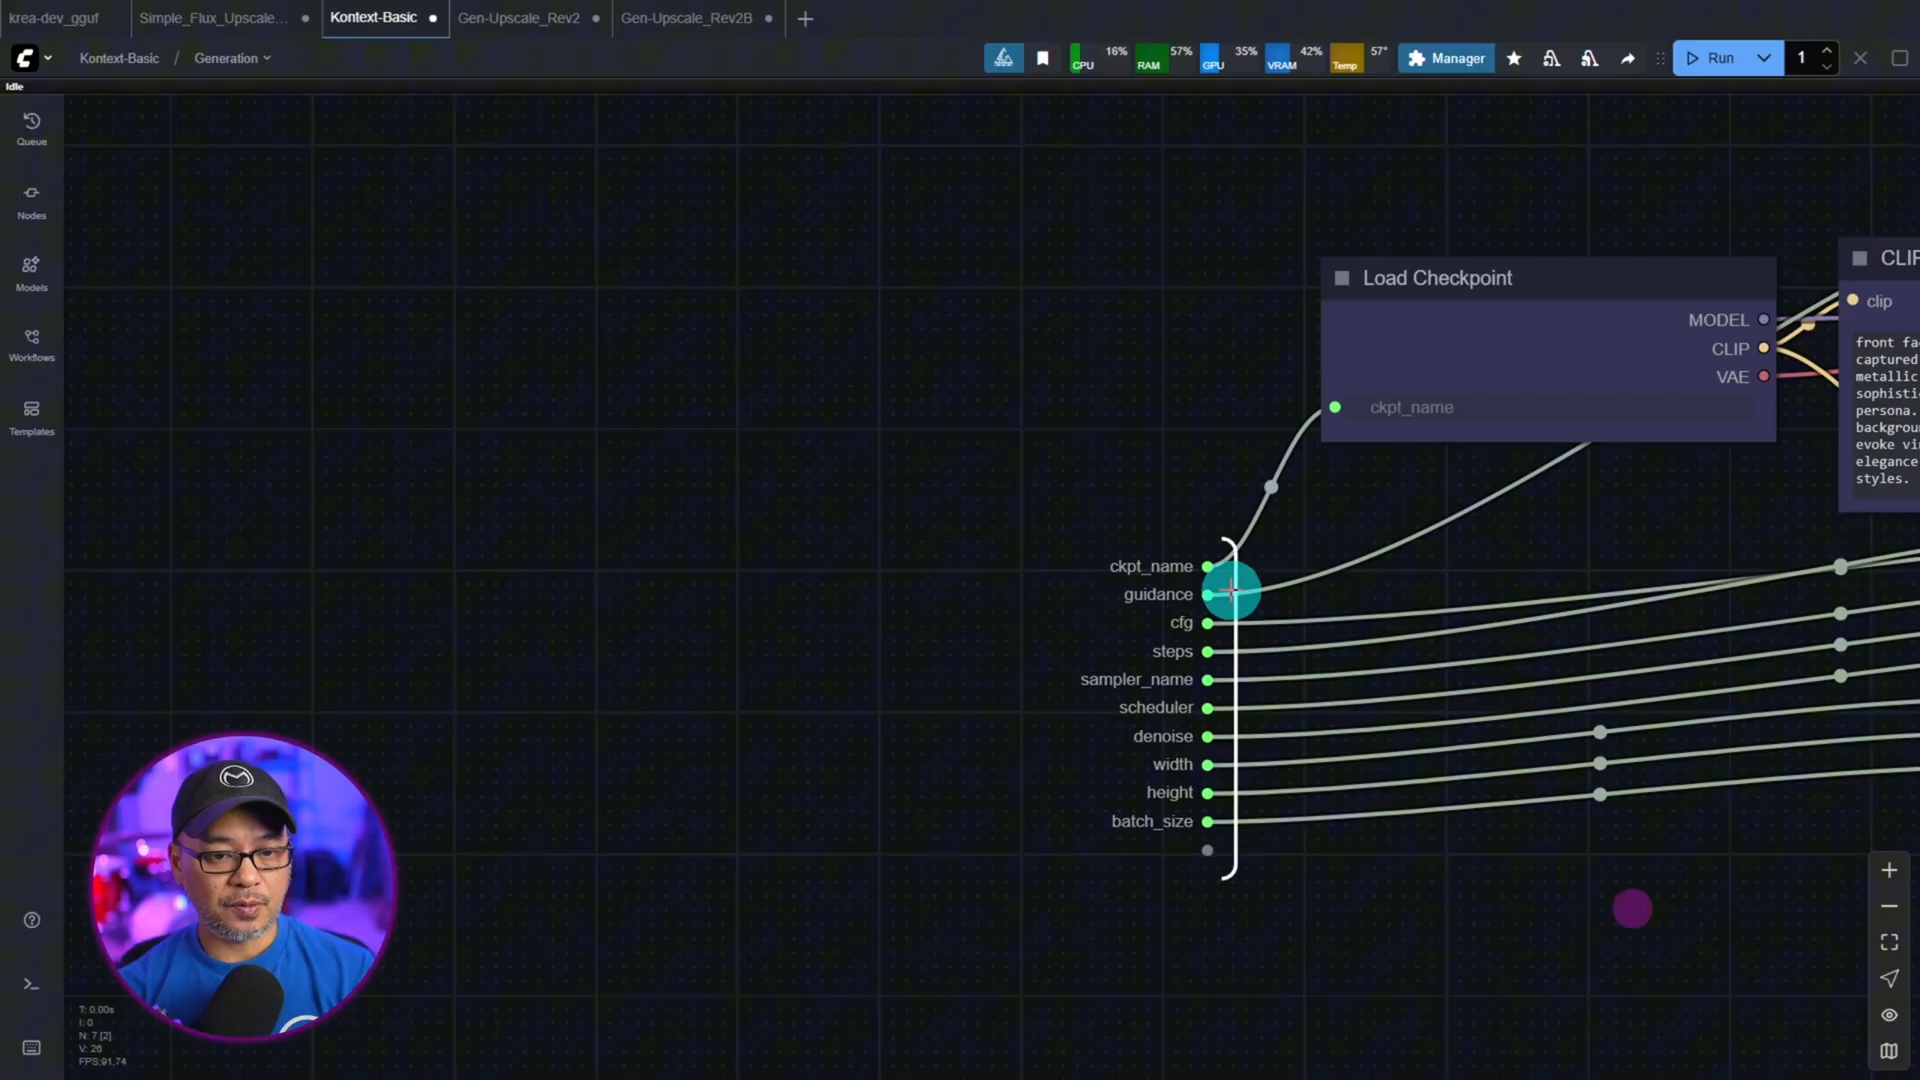 krea-dev_gguf
Simple_Flux_Upscale...
Kontext-Basic
Gen-Upscale_Rev2
Gen-Upscale_Rev2B
Kontext-Basic / Generation
CPU 16%
RAM 57%
GPU 35%
VRAM 42%
Temp 57°
Manager
Run
1
Idle
Queue
Nodes
Models
Workflows
Templates
Load Checkpoint
MODEL
CLIP
VAE
ckpt_name
CLIP
clip
front fa
captured
metallic
sophistic
persona.
backgroun
evoke vin
elegance
styles.
ckpt_name
guidance
cfg
steps
sampler_name
scheduler
denoise
width
height
batch_size
T: 0.00s
I: 0
N: 7 [2]
V: 26
FPS:91.74